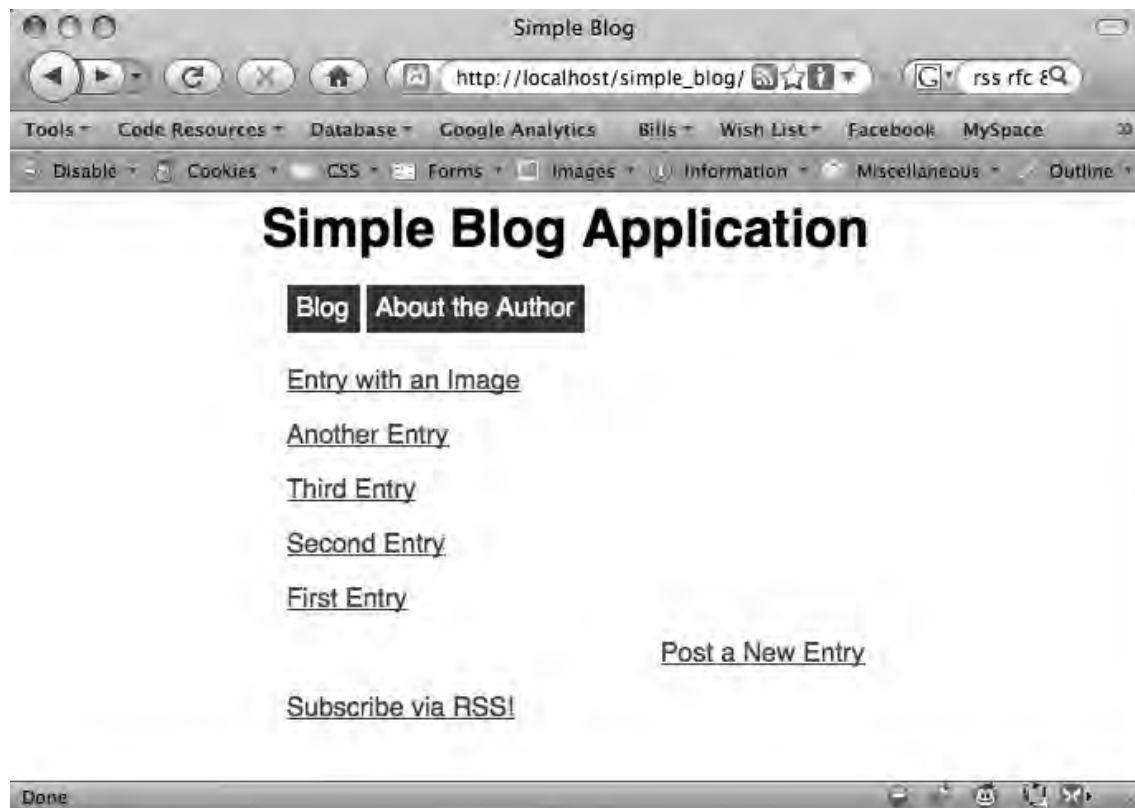 Simple Blog
http://localhost/simple_blog/ G rss rfc 8
Tools Code Resources Database Google Analytics Bills Wish List Facebook MySpace
Disable Cookies CSS Forms Images Information Miscellaneous Outline
Simple Blog Application
Blog About the Author
Entry with an Image
Another Entry
Third Entry
Second Entry
First Entry
Post a New Entry
Subscribe via RSS!
Done